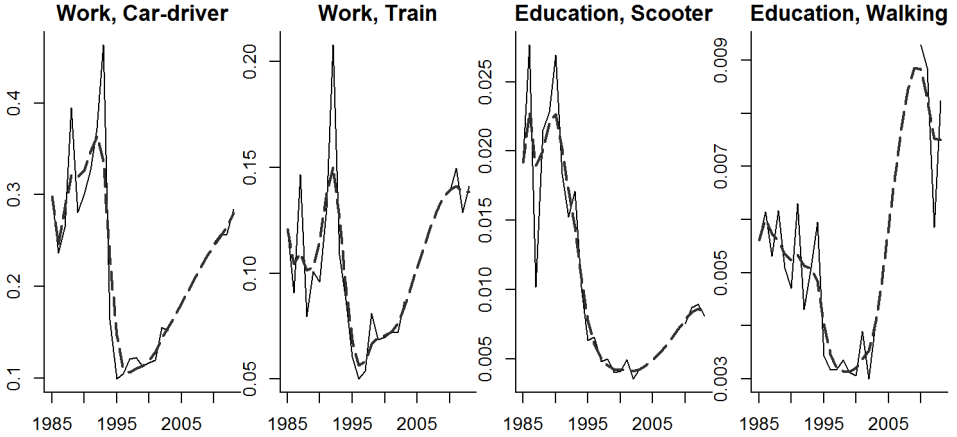 Work, Car-driver
0.4
0.3
0.2
0.1
1985 1995 2005
Work, Train
0.20
0.15
0.10
0.05
1985 1995 2005
Education, Scooter
0.025
0.020
0.015
0.010
0.005
1985 1995 2005
Education, Walking
0.009
0.007
0.005
0.003
1985 1995 2005